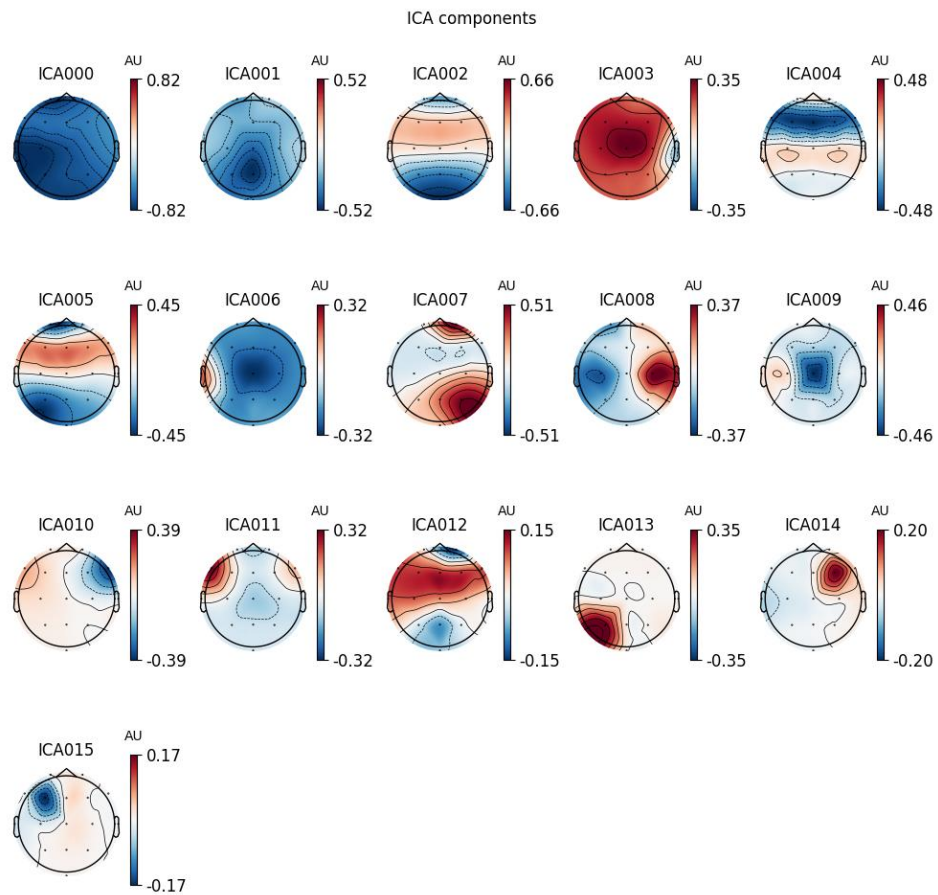 ICA components
AU AU AU AU AU
ICA000 ICA001 ICA002 ICA003 ICA004
0.82 0.52 0.66 0.35 0.48
-0.82 -0.52 -0.66 -0.35 -0.48
AU AU AU AU AU
ICA005 ICA006 ICA007 ICA008 ICA009
0.45 0.32 0.51 0.37 0.46
-0.45 -0.32 -0.51 -0.37 -0.46
AU AU AU AU AU
ICA010 ICA011 ICA012 ICA013 ICA014
0.39 0.32 0.15 0.35 0.20
-0.39 -0.32 -0.15 -0.35 -0.20
AU
ICA015
0.17
-0.17